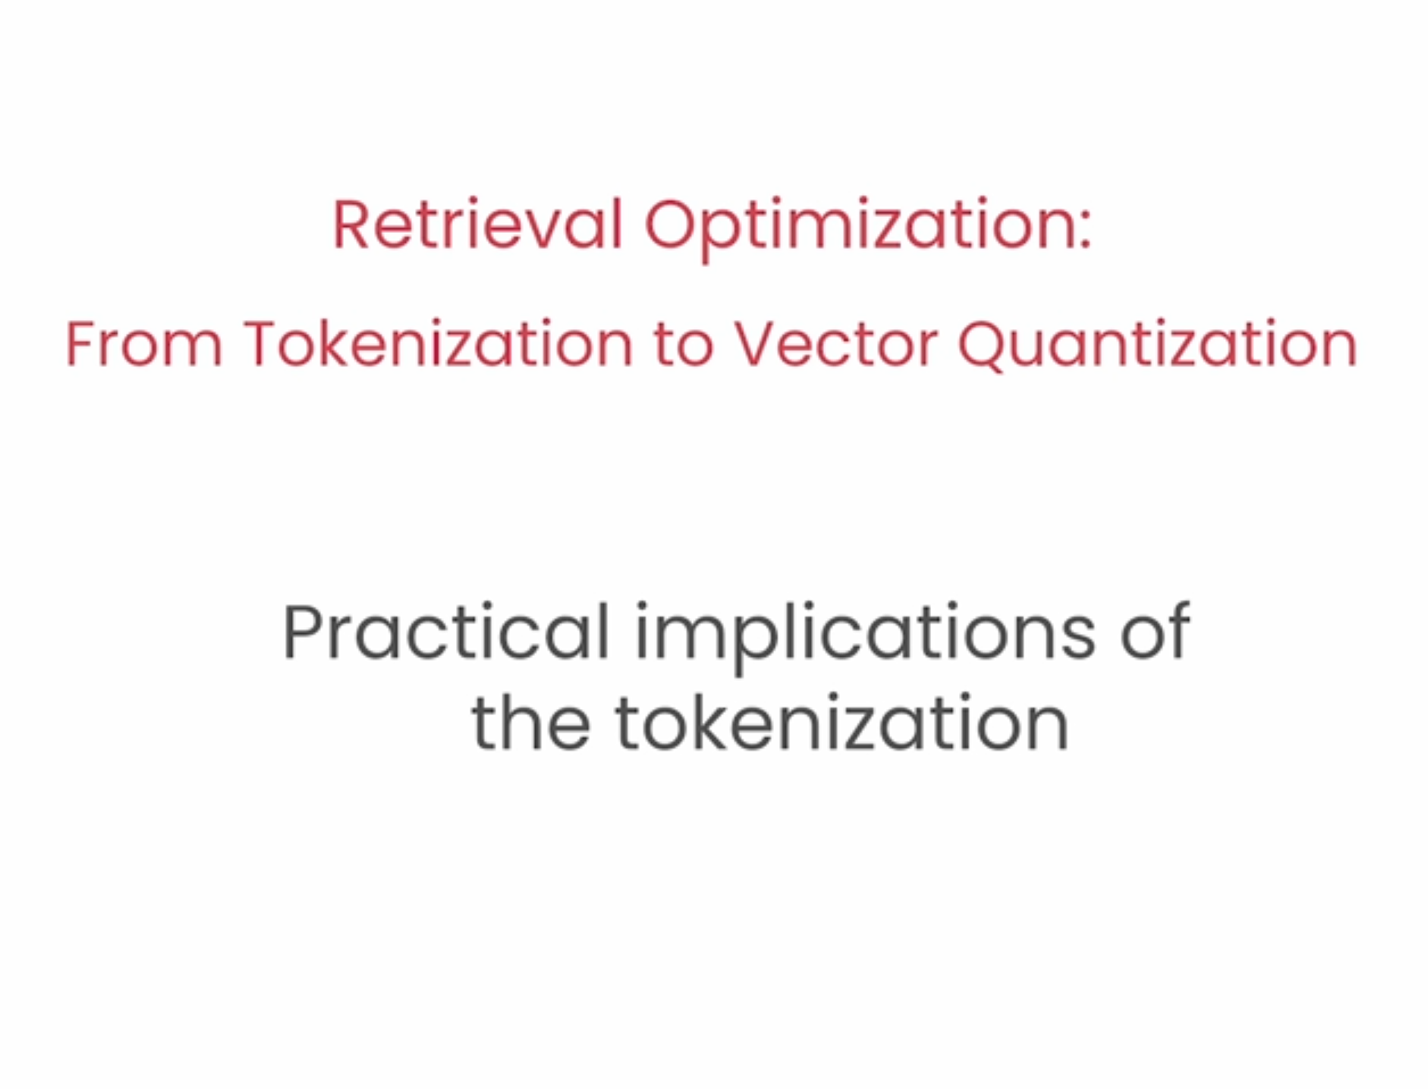 Retrieval Optimization:
From Tokenization to Vector Quantization
Practical implications of
the tokenization